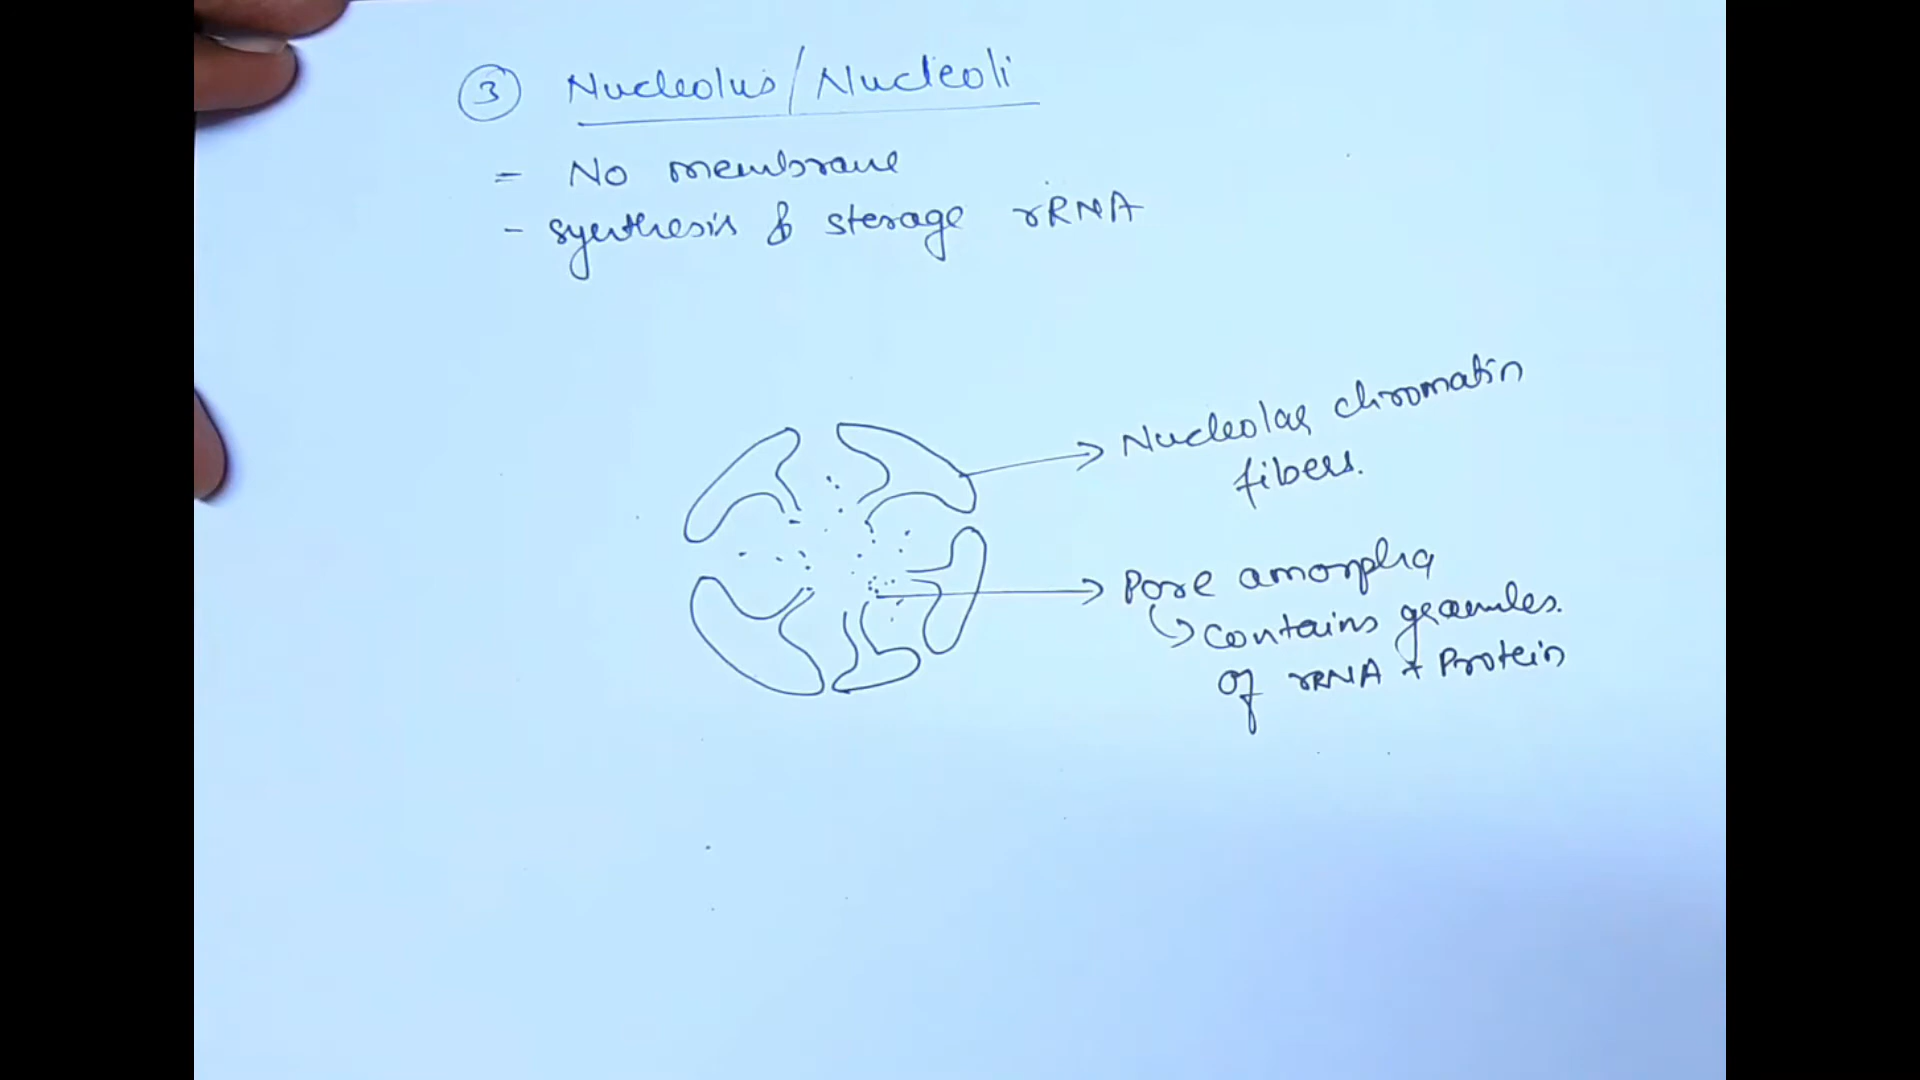 ③ Nucleolus/Nucleoli
= No membrane
- synthesis & storage rRNA
Nucleolar chromatin
fibers.
Pore amorpha
contains granules.
of rRNA + Protein